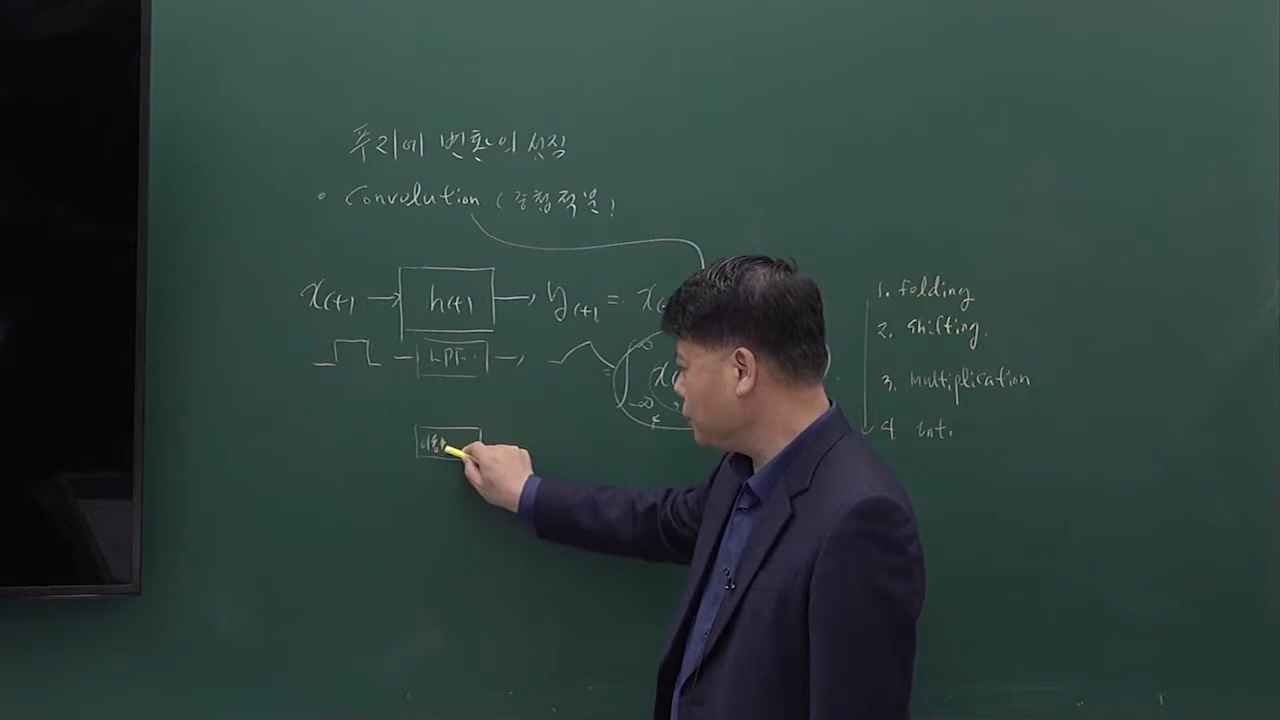 푸리에 변환의 성질
• Convolution (중첩적분)
x(t) → h(t) → y(t) = x(
LPF
∞
= ∫ x(
-∞
1. folding
2. shifting.
3. multiplication
4. int.